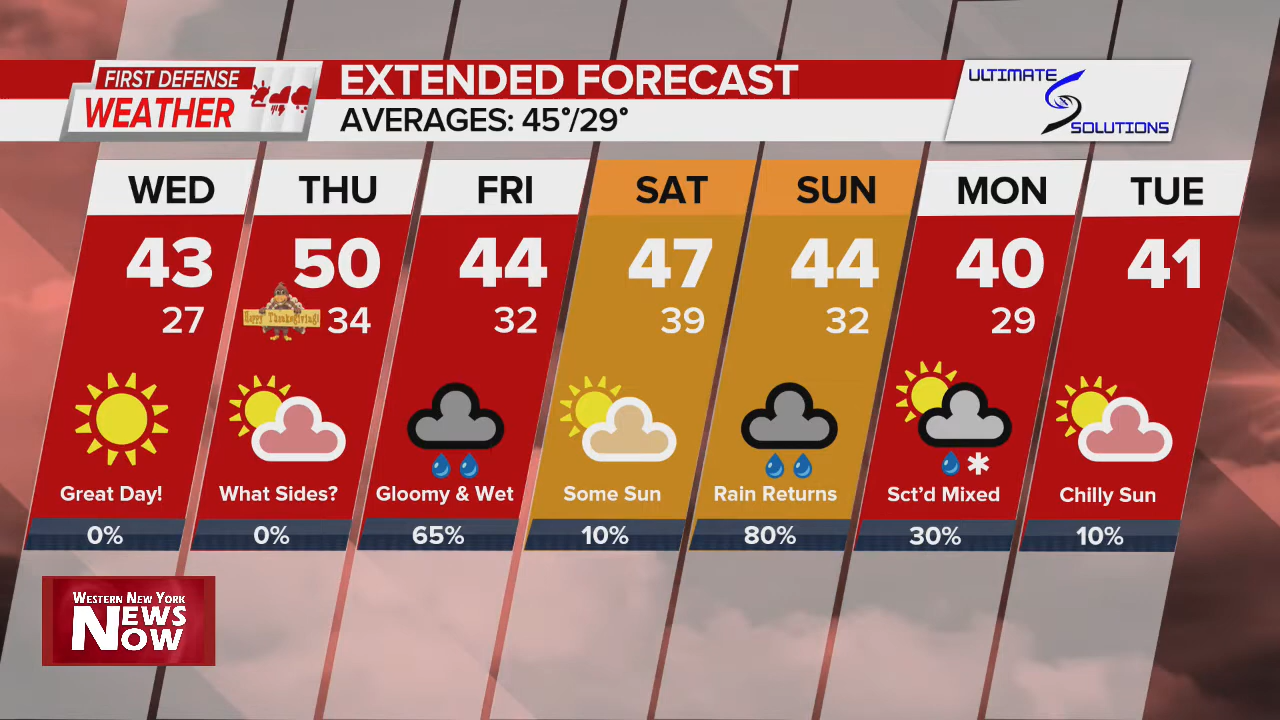 FIRST DEFENSE
WEATHER
EXTENDED FORECAST
AVERAGES: 45°/29°
ULTIMATE
SOLUTIONS
WED THU FRI SAT SUN MON TUE
43 50 44 47 44 40 41
Happy Thanksgiving!
27 34 32 39 32 29
Great Day! What Sides? Gloomy & Wet Some Sun Rain Returns Sct'd Mixed Chilly Sun
0% 0% 65% 10% 80% 30% 10%
WESTERN NEW YORK
NEWS
NOW